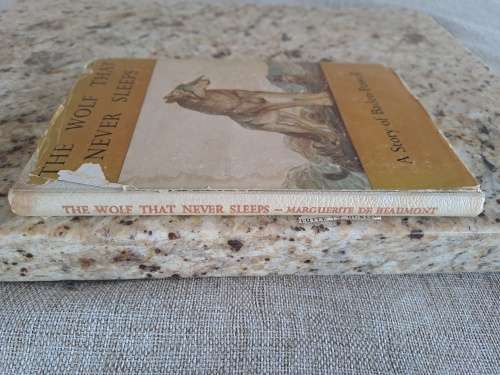 THE WOLF THAT
NEVER SLEEPS
A Story of Baden-Powell
THE WOLF THAT NEVER SLEEPS – MARGUERITE DE BEAUMONT